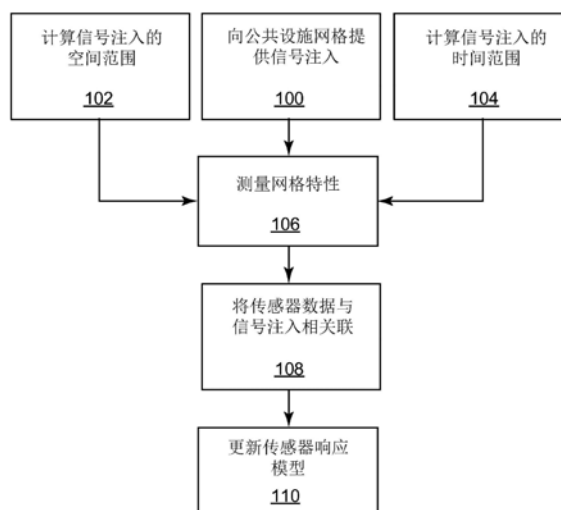 计算信号注入的
空间范围
102
向公共设施网格提
供信号注入
100
计算信号注入的
时间范围
104
测量网格特性
106
将传感器数据与
信号注入相关联
108
更新传感器响应
模型
110